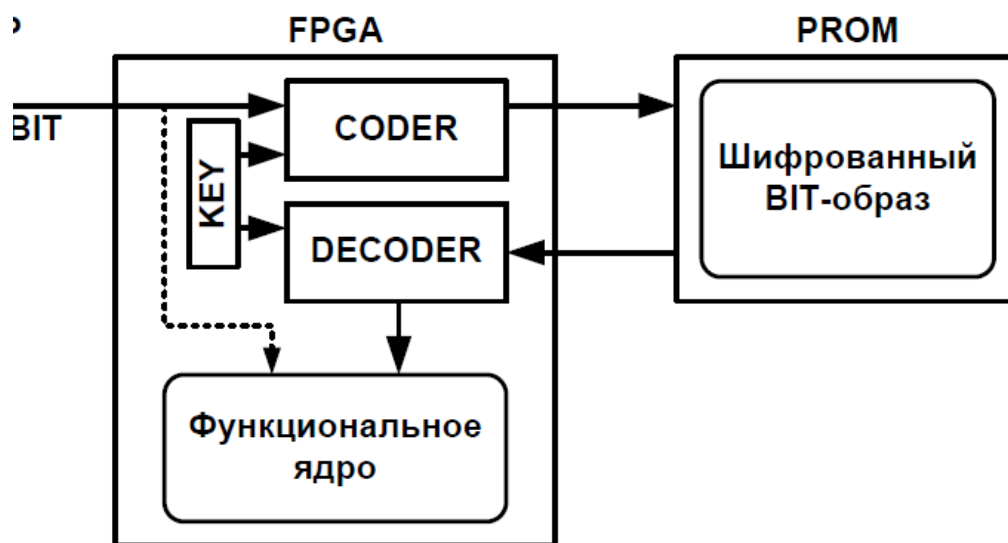 FPGA
PROM
BIT
CODER
KEY
DECODER
Шифрованный
BIT-образ
Функциональное
ядро